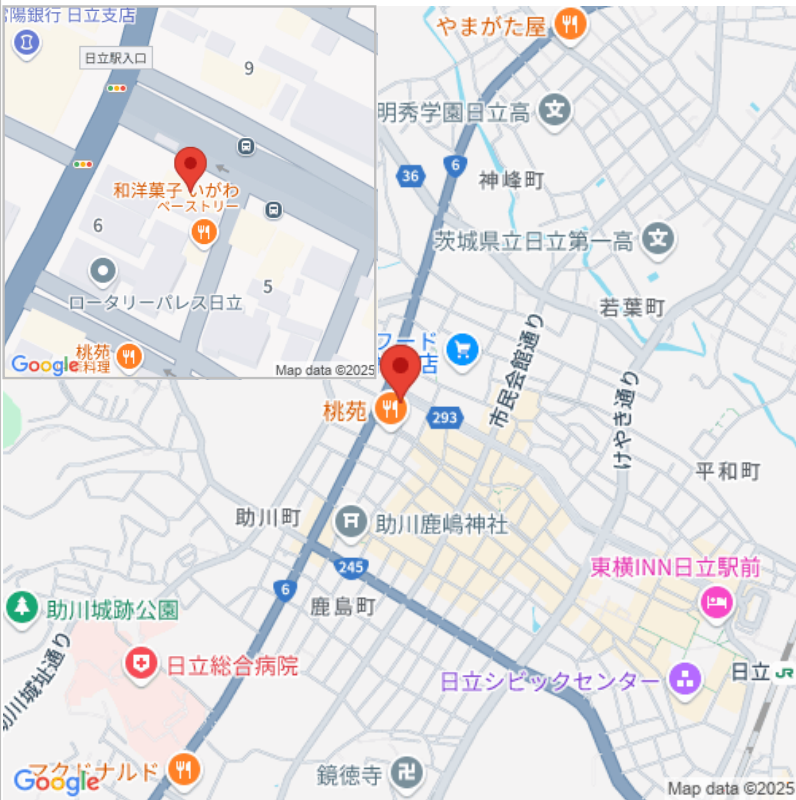 常陽銀行 日立支店
日立駅入口
9
和洋菓子 いがわ
ペーストリー
6
5
ロータリーパレス日立
桃苑
料理
Google
Map data ©2025
やまがた屋
明秀学園日立高
6
36
神峰町
茨城県立日立第一高
若葉町
フード
店
市民会館通り
桃苑
293
けやき通り
平和町
助川町
助川鹿嶋神社
245
東横INN日立駅前
6
鹿島町
助川城跡公園
日立総合病院
助川城址通り
日立シビックセンター
日立
JR
マクドナルド
鏡徳寺
Google
Map data ©2025